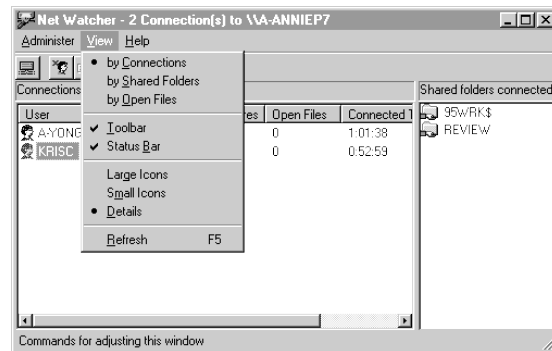 Net Watcher - 2 Connection(s) to \\A-ANNIEP7
Administer View Help
by Connections
by Shared Folders
by Open Files
Toolbar
Status Bar
Large Icons
Small Icons
Details
Refresh F5
Connections
Shared folders connected
User res Open Files Connected T
A-YONG 0 1:01:38
KRISC 0 0:52:59
95WRK$
REVIEW
Commands for adjusting this window